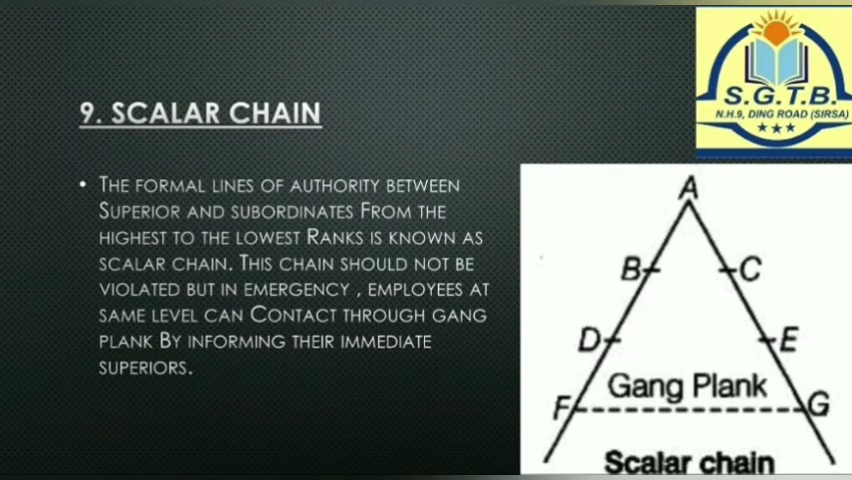 9. SCALAR CHAIN
• THE FORMAL LINES OF AUTHORITY BETWEEN
SUPERIOR AND SUBORDINATES FROM THE
HIGHEST TO THE LOWEST RANKS IS KNOWN AS
SCALAR CHAIN. THIS CHAIN SHOULD NOT BE
VIOLATED BUT IN EMERGENCY , EMPLOYEES AT
SAME LEVEL CAN CONTACT THROUGH GANG
PLANK BY INFORMING THEIR IMMEDIATE
SUPERIORS.
S.G.T.B.
N.H.9, DING ROAD (SIRSA)
A
B C
D E
Gang Plank
F G
Scalar chain